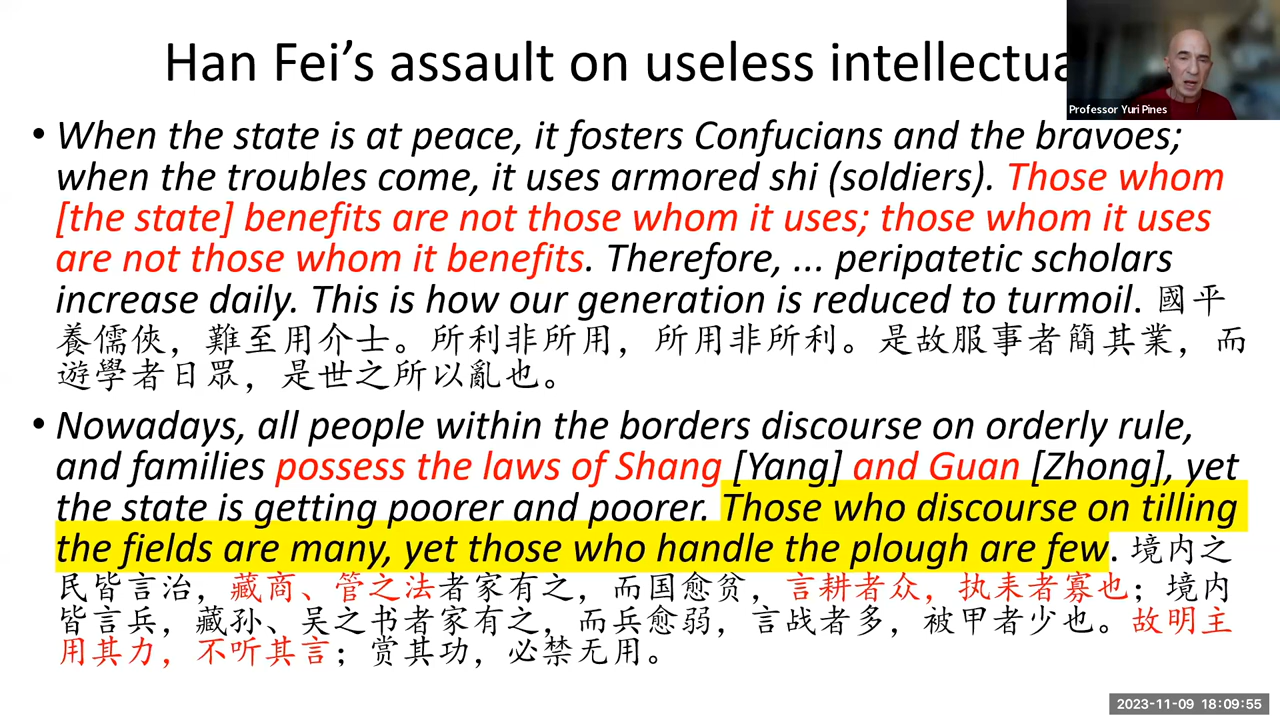 Han Fei’s assault on useless intellectua
Professor Yuri Pines
• When the state is at peace, it fosters Confucians and the bravoes;
when the troubles come, it uses armored shi (soldiers). Those whom
[the state] benefits are not those whom it uses; those whom it uses
are not those whom it benefits. Therefore, ... peripatetic scholars
increase daily. This is how our generation is reduced to turmoil. 國平
養儒俠，難至用介士。所利非所用，所用非所利。是故服事者簡其業，而
遊學者日眾，是世之所以亂也。
• Nowadays, all people within the borders discourse on orderly rule,
and families possess the laws of Shang [Yang] and Guan [Zhong], yet
the state is getting poorer and poorer. Those who discourse on tilling
the fields are many, yet those who handle the plough are few. 境内之
民皆言治，藏商、管之法者家有之，而国愈贫，言耕者众，执耒者寡也；境内
皆言兵，藏孙、吴之书者家有之，而兵愈弱，言战者多，被甲者少也。故明主
用其力，不听其言；赏其功，必禁无用。
2023-11-09 18:09:55